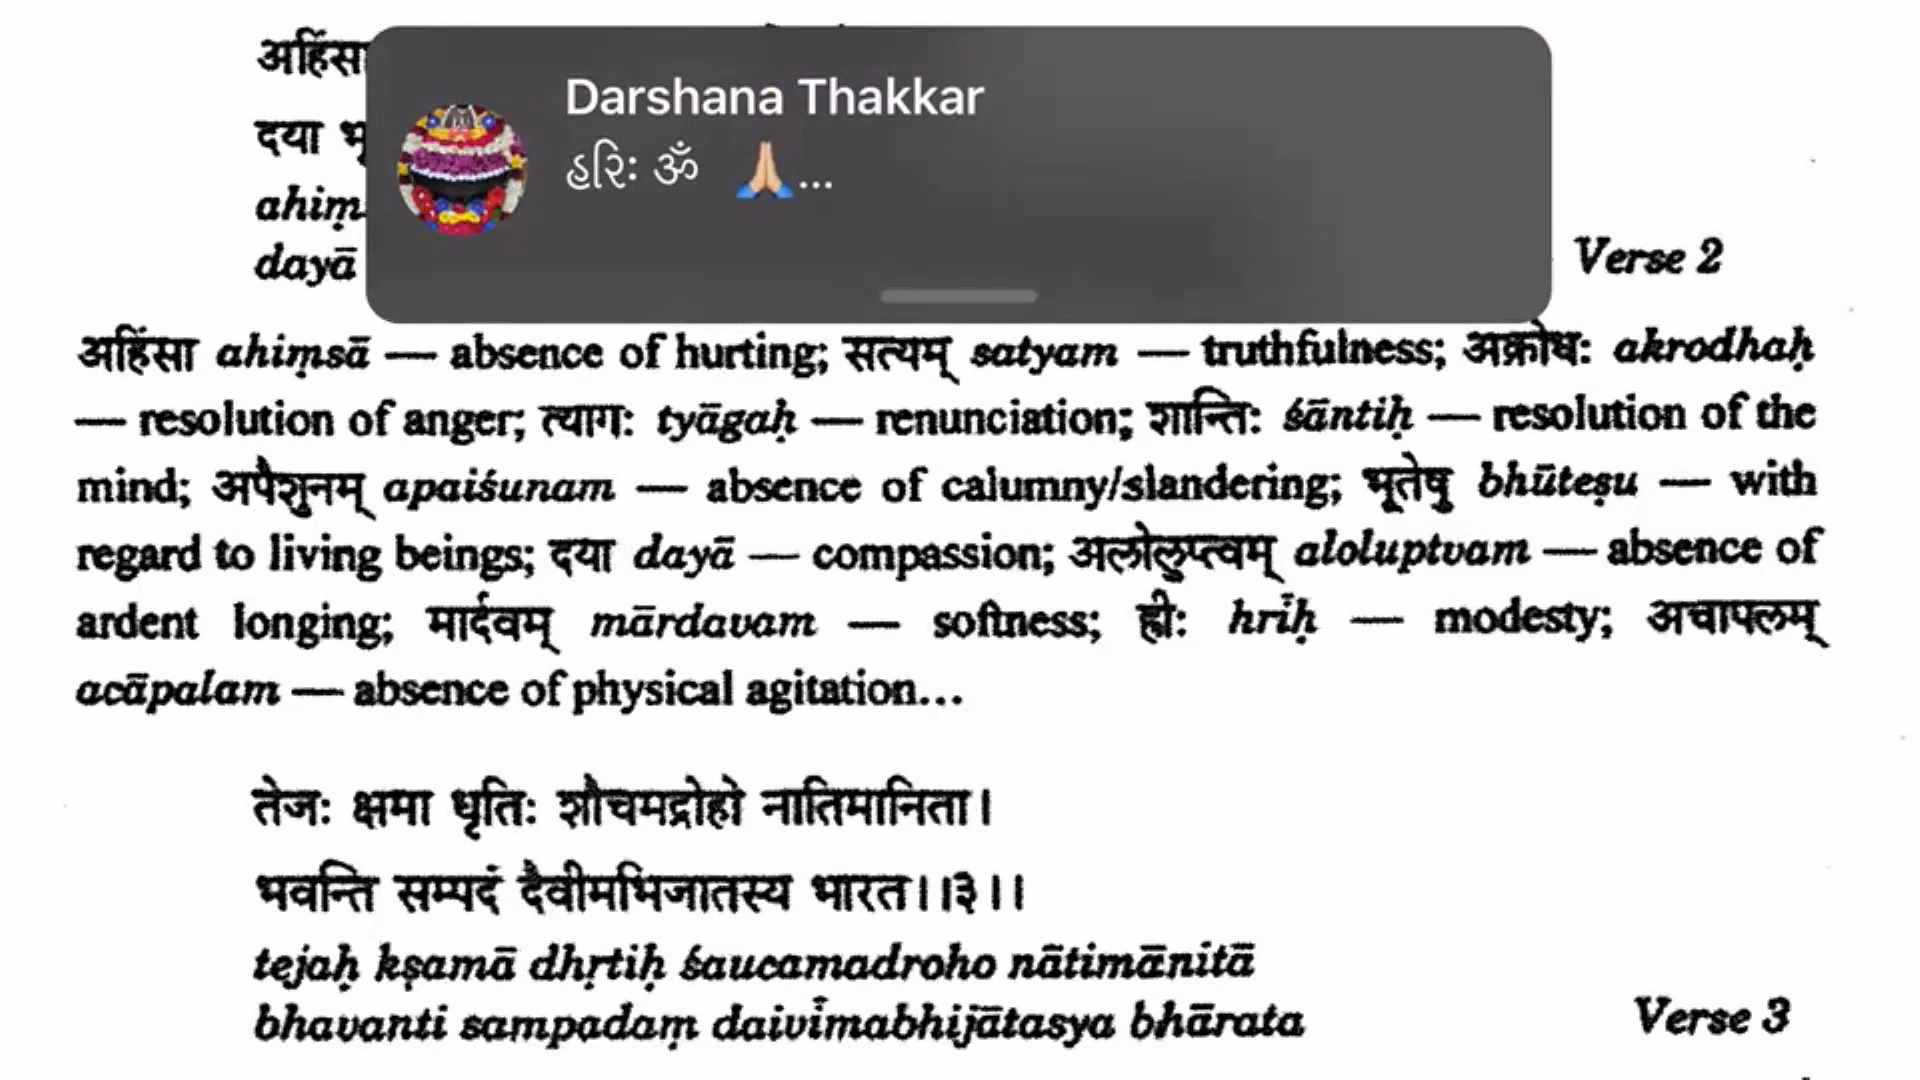 अहिंसा
Darshana Thakkar
દયા
હરિઃ ૐ 🙏🏼...
दया
dayā
Verse 2
अहिंसा ahiṃsā — absence of hurting; सत्यम् satyam — truthfulness; अक्रोधः akrodhaḥ
— resolution of anger; त्यागः tyāgaḥ — renunciation; शान्तिः śāntiḥ — resolution of the
mind; अपैशुनम् apaiśunam — absence of calumny/slandering; भूतेषु bhūteṣu — with
regard to living beings; दया dayā — compassion; अलोलुप्त्वम् aloluptvam — absence of
ardent longing; मार्दवम् mārdavam — softness; ह्रीः hrīḥ — modesty; अचापलम्
acāpalam — absence of physical agitation...
तेजः क्षमा धृतिः शौचमद्रोहो नातिमानिता।
भवन्ति सम्पदं दैवीमभिजातस्य भारत।।३।।
tejaḥ kṣamā dhṛtiḥ śaucamadroho nātimānitā
bhavanti sampadaṃ daivīmabhijātasya bhārata
Verse 3